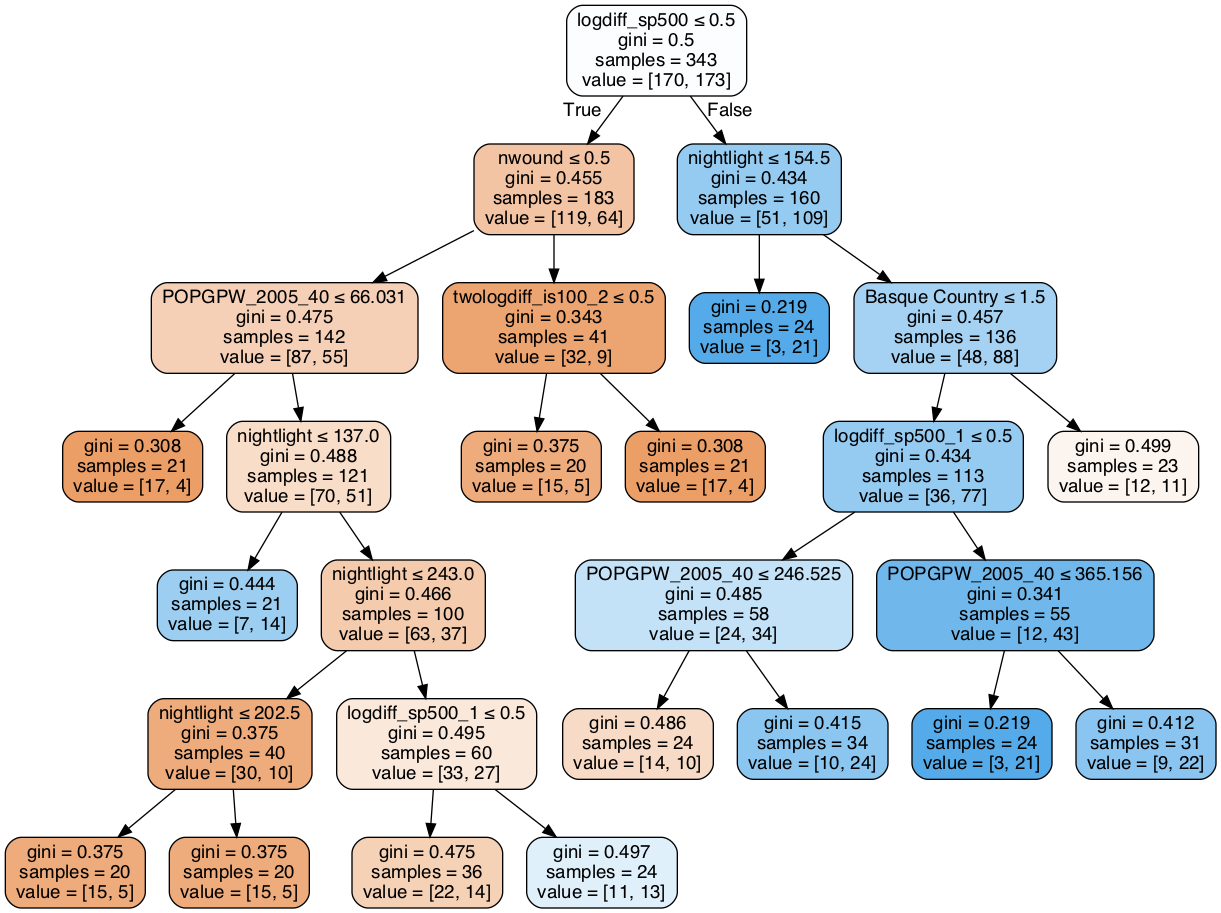 logdiff_sp500 ≤ 0.5
gini = 0.5
samples = 343
value = [170, 173]
True
False
nwound ≤ 0.5
gini = 0.455
samples = 183
value = [119, 64]
nightlight ≤ 154.5
gini = 0.434
samples = 160
value = [51, 109]
POPGPW_2005_40 ≤ 66.031
gini = 0.475
samples = 142
value = [87, 55]
twologdiff_is100_2 ≤ 0.5
gini = 0.343
samples = 41
value = [32, 9]
gini = 0.219
samples = 24
value = [3, 21]
Basque Country ≤ 1.5
gini = 0.457
samples = 136
value = [48, 88]
gini = 0.308
samples = 21
value = [17, 4]
nightlight ≤ 137.0
gini = 0.488
samples = 121
value = [70, 51]
gini = 0.375
samples = 20
value = [15, 5]
gini = 0.308
samples = 21
value = [17, 4]
logdiff_sp500_1 ≤ 0.5
gini = 0.434
samples = 113
value = [36, 77]
gini = 0.499
samples = 23
value = [12, 11]
gini = 0.444
samples = 21
value = [7, 14]
nightlight ≤ 243.0
gini = 0.466
samples = 100
value = [63, 37]
POPGPW_2005_40 ≤ 246.525
gini = 0.485
samples = 58
value = [24, 34]
POPGPW_2005_40 ≤ 365.156
gini = 0.341
samples = 55
value = [12, 43]
nightlight ≤ 202.5
gini = 0.375
samples = 40
value = [30, 10]
logdiff_sp500_1 ≤ 0.5
gini = 0.495
samples = 60
value = [33, 27]
gini = 0.486
samples = 24
value = [14, 10]
gini = 0.415
samples = 34
value = [10, 24]
gini = 0.219
samples = 24
value = [3, 21]
gini = 0.412
samples = 31
value = [9, 22]
gini = 0.375
samples = 20
value = [15, 5]
gini = 0.375
samples = 20
value = [15, 5]
gini = 0.475
samples = 36
value = [22, 14]
gini = 0.497
samples = 24
value = [11, 13]